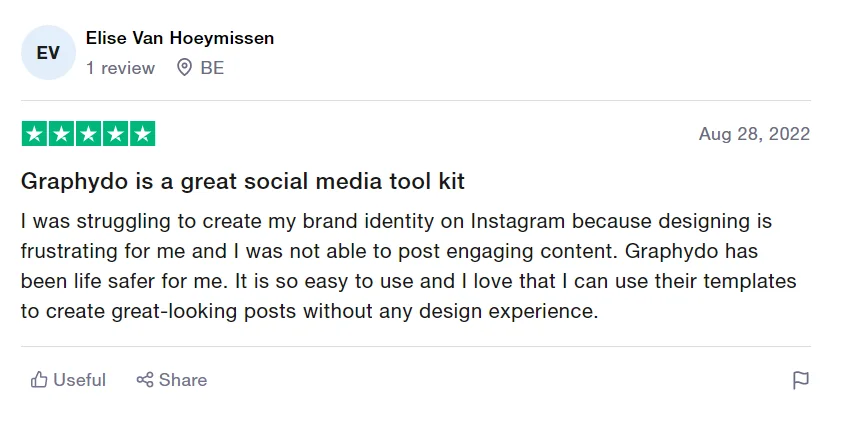 EV
Elise Van Hoeymissen
1 review BE
Aug 28, 2022
Graphydo is a great social media tool kit
I was struggling to create my brand identity on Instagram because designing is
frustrating for me and I was not able to post engaging content. Graphydo has
been life safer for me. It is so easy to use and I love that I can use their templates
to create great-looking posts without any design experience.
Useful Share